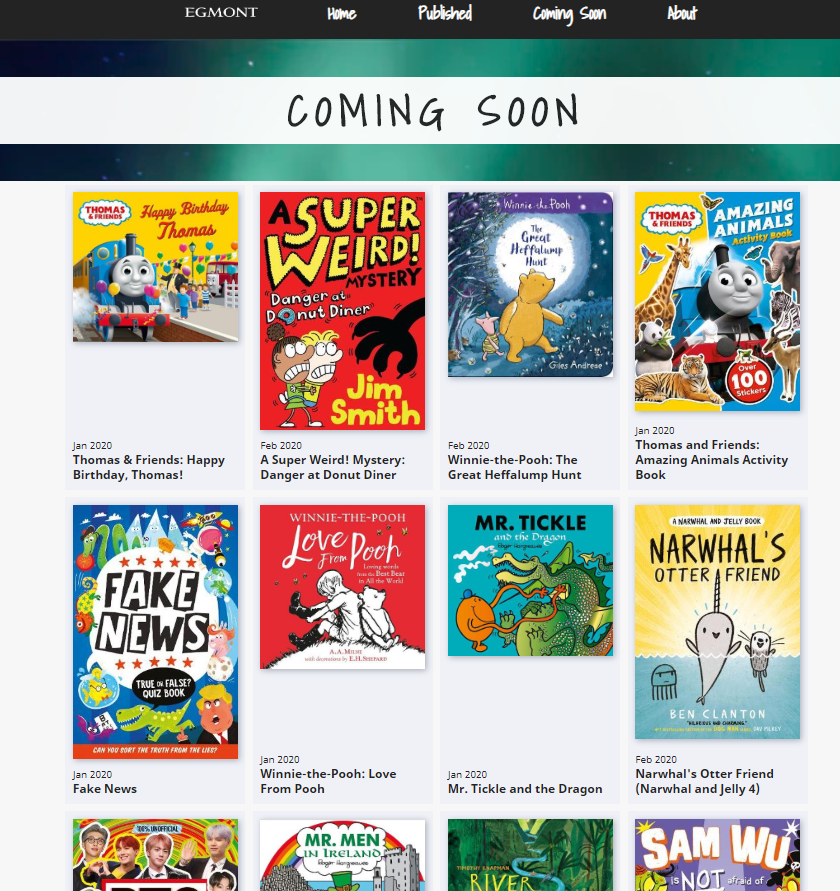 EGMONT Home Published Coming Soon About
COMING SOON
THOMAS
& FRIENDS
Happy Birthday
Thomas
Jan 2020
Thomas & Friends: Happy
Birthday, Thomas!
A SUPER
WEIRD!
MYSTERY
Danger at
Donut Diner
Jim
Smith
Feb 2020
A Super Weird! Mystery:
Danger at Donut Diner
Winnie-the-Pooh
The
Great
Heffalump
Hunt
Giles Andreae
Feb 2020
Winnie-the-Pooh: The
Great Heffalump Hunt
THOMAS
& FRIENDS
AMAZING
ANIMALS
Activity Book
Over
100
Stickers
Jan 2020
Thomas and Friends:
Amazing Animals Activity
Book
FAKE
NEWS
TRUE OR FALSE?
QUIZ BOOK
CAN YOU SORT THE TRUTH FROM THE LIES?
Jan 2020
Fake News
WINNIE-THE-POOH
Love
From Pooh
Loving words
from the Best Bear
in All the World
A.A. MILNE
with decorations by E.H. SHEPARD
Jan 2020
Winnie-the-Pooh: Love
From Pooh
MR. TICKLE
and the Dragon
Roger Hargreaves
Jan 2020
Mr. Tickle and the Dragon
A NARWHAL AND JELLY BOOK
NARWHAL'S
OTTER FRIEND
BEN CLANTON
"HILARIOUS AND CHARMING."
DAV PILKEY
Feb 2020
Narwhal's Otter Friend
(Narwhal and Jelly 4)
100% UNOFFICIAL
MR. MEN
IN IRELAND
Roger Hargreaves
TIMOTHY KNAPMAN
RIVER
SAM WU
IS NOT afraid of